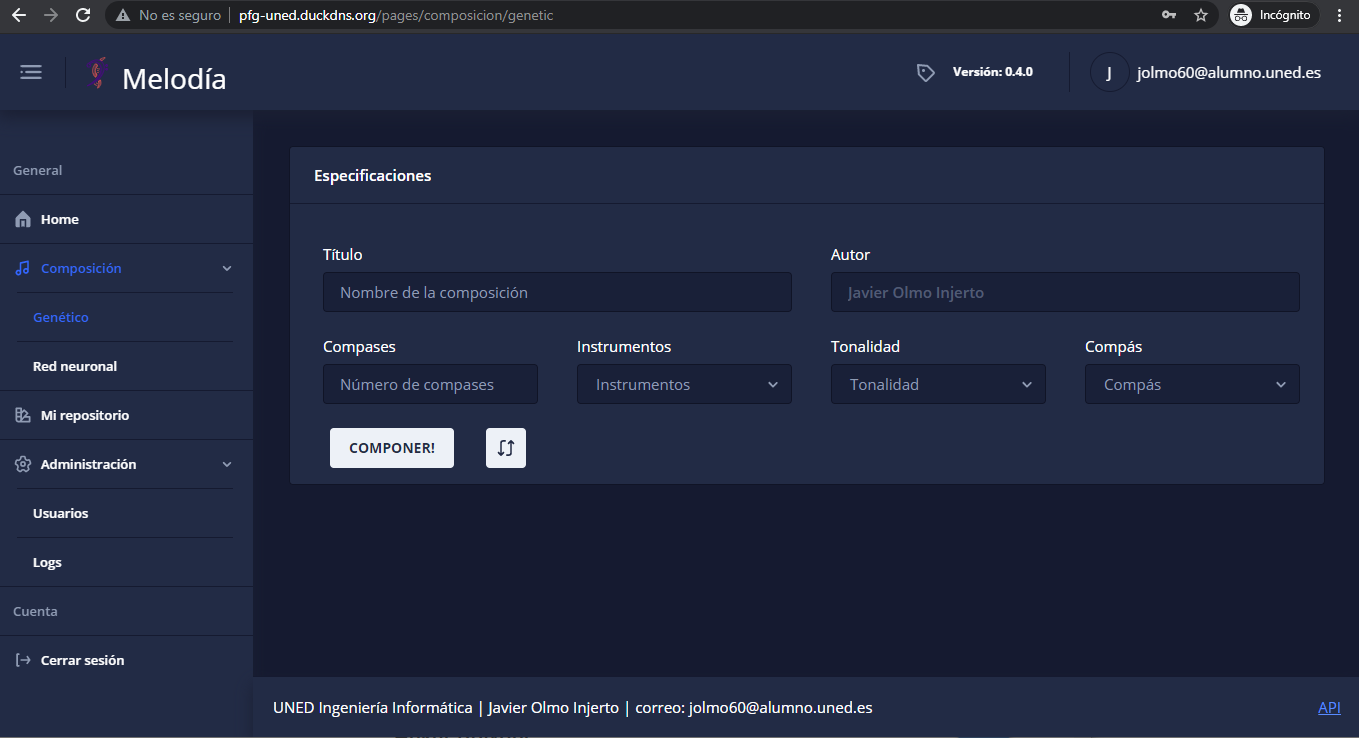 No es seguro pfg-uned.duckdns.org/pages/composicion/genetic Incógnito
Melodía Versión: 0.4.0 J jolmo60@alumno.uned.es
General
Home
Composición
Genético
Red neuronal
Mi repositorio
Administración
Usuarios
Logs
Cuenta
Cerrar sesión
Especificaciones
Título Autor
Nombre de la composición Javier Olmo Injerto
Compases Instrumentos Tonalidad Compás
Número de compases Instrumentos Tonalidad Compás
COMPONER!
UNED Ingeniería Informática | Javier Olmo Injerto | correo: jolmo60@alumno.uned.es API